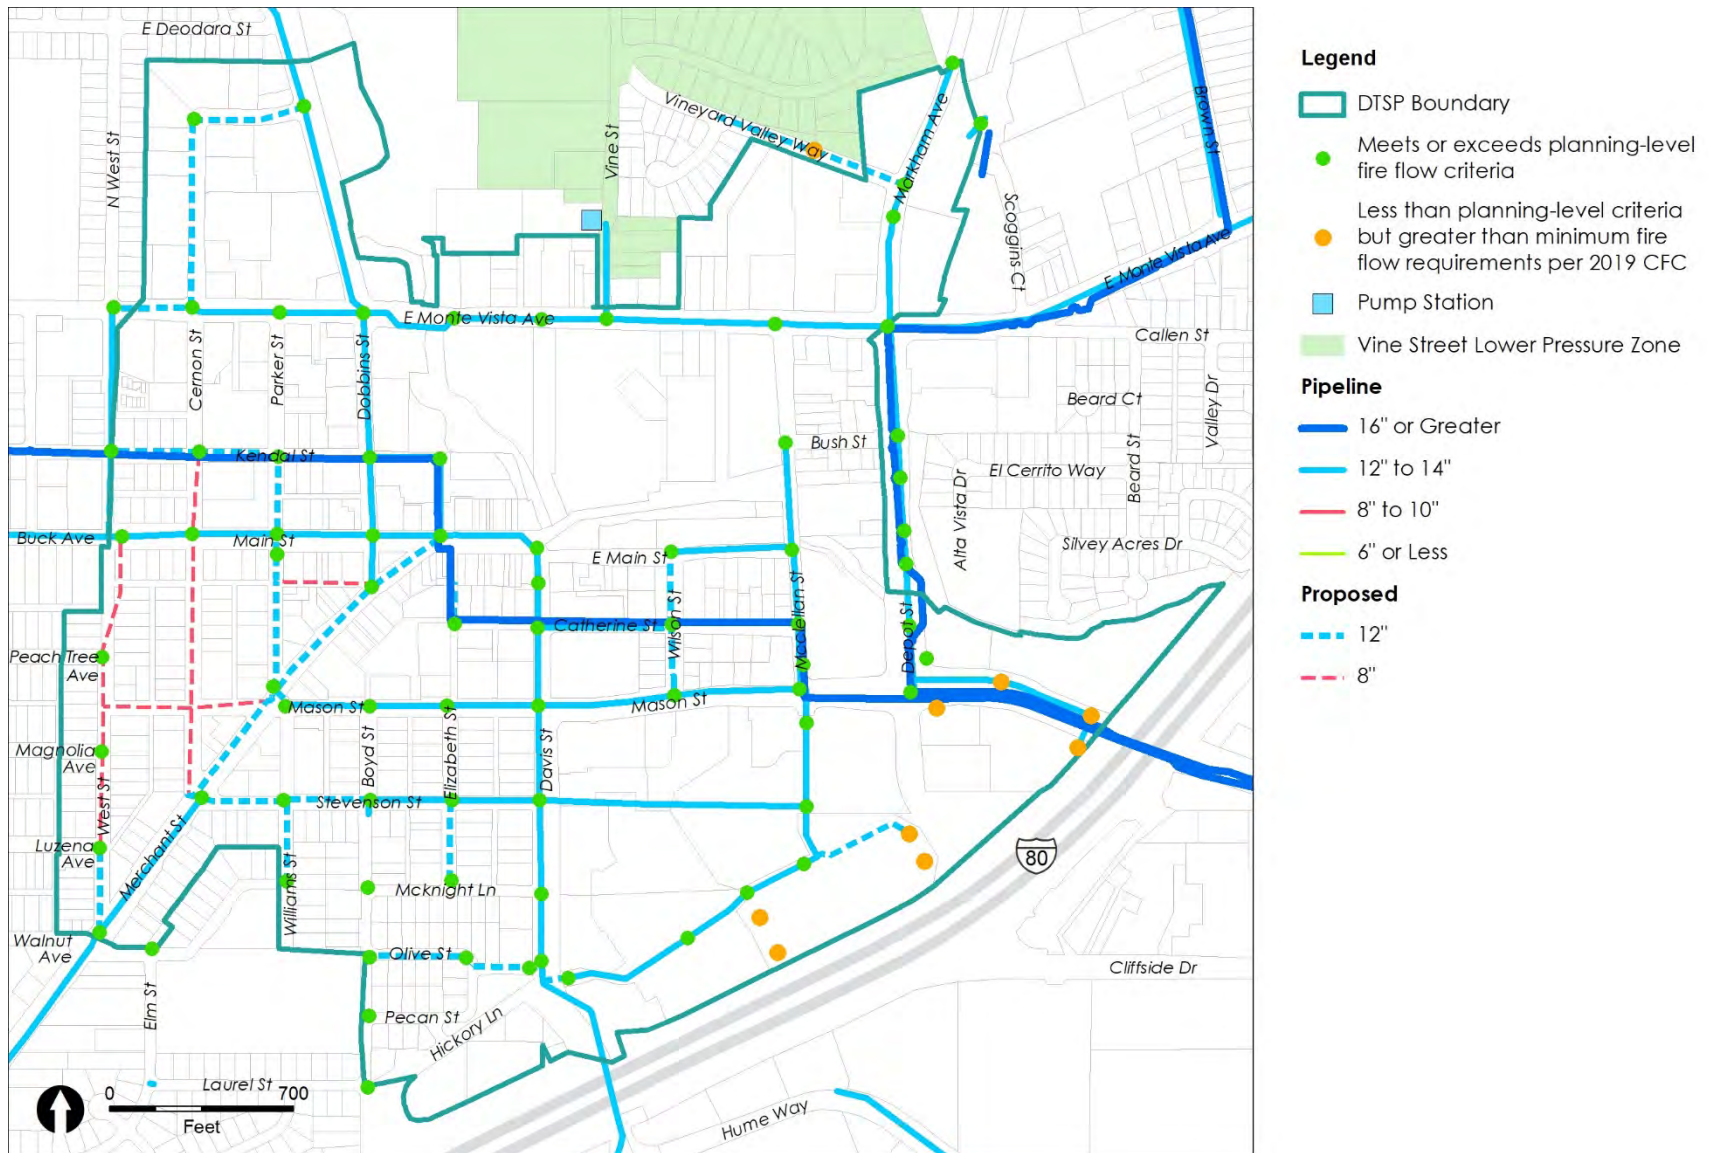 E Deodara St
N West St
Vine St
Vineyard Valley Way
Markham Ave
Brown St
Scoggins Ct
E Monte Vista Ave
E Monte Vista Ave
Callen St
Cernon St
Parker St
Dobbins St
Beard Ct
Valley Dr
Kendal St
Bush St
El Cerrito Way
Beard St
Alta Vista Dr
Buck Ave
Main St
E Main St
Silvey Acres Dr
Catherine St
Wilson St
Mcclellan St
Depot St
Peach Tree
Ave
Mason St
Mason St
Magnolia
Ave
West St
Boyd St
Elizabeth St
Davis St
Stevenson St
Luzena
Ave
Merchant St
Williams St
Mcknight Ln
80
Walnut
Ave
Olive St
Cliffside Dr
Elm St
Pecan St
Hickory Ln
Laurel St
Hume Way
0 700
Feet
Legend
DTSP Boundary
Meets or exceeds planning-level
fire flow criteria
Less than planning-level criteria
but greater than minimum fire
flow requirements per 2019 CFC
Pump Station
Vine Street Lower Pressure Zone
Pipeline
16" or Greater
12" to 14"
8" to 10"
6" or Less
Proposed
12"
8"